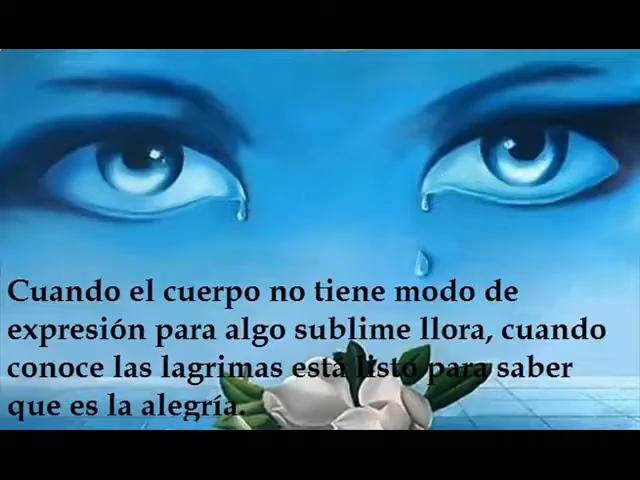 Cuando el cuerpo no tiene modo de
expresión para algo sublime llora, cuando
conoce las lagrimas está listo para saber
que es la alegría.